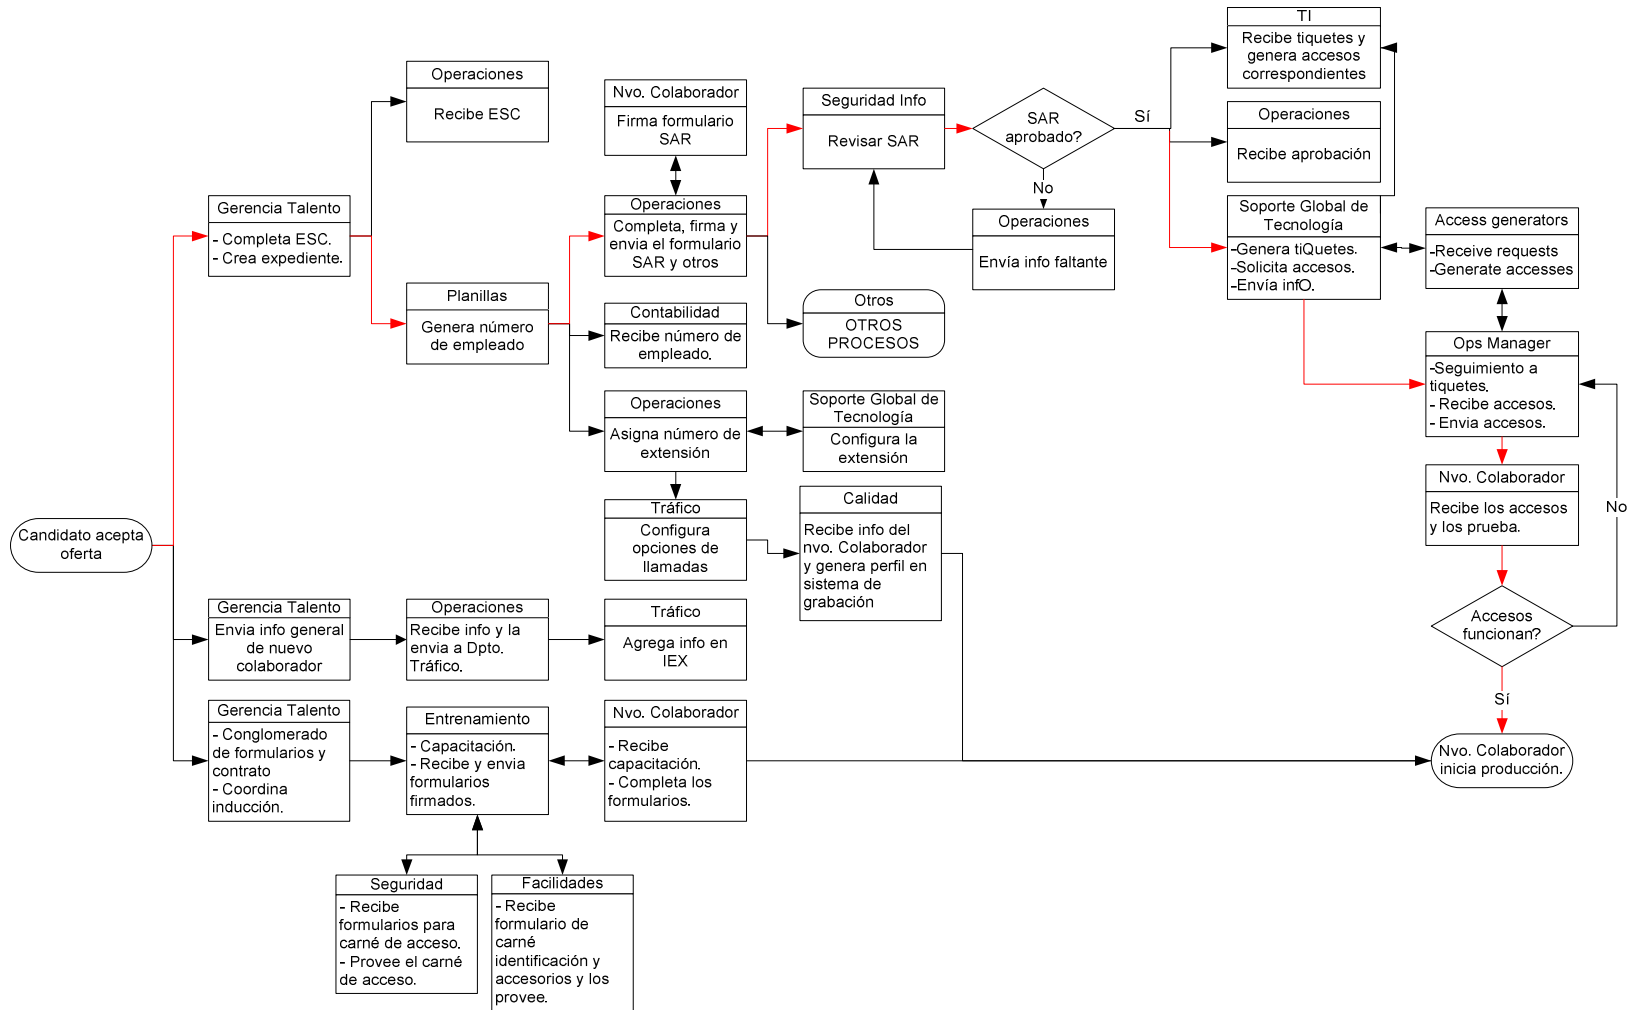 TI
Recibe tiquetes y
genera accesos
correspondientes
Operaciones
Recibe ESC
Nvo. Colaborador
Firma formulario
SAR
Seguridad Info
Revisar SAR
SAR
aprobado?
Sí
No
Operaciones
Recibe aprobación
Gerencia Talento
- Completa ESC.
- Crea expediente.
Operaciones
Completa, firma y
envia el formulario
SAR y otros
Operaciones
Envía info faltante
Soporte Global de
Tecnología
-Genera tiQuetes.
-Solicita accesos.
-Envía infO.
Access generators
-Receive requests
-Generate accesses
Planillas
Genera número
de empleado
Contabilidad
Recibe número de
empleado.
Otros
OTROS
PROCESOS
Ops Manager
-Seguimiento a
tiquetes.
- Recibe accesos.
- Envia accesos.
Operaciones
Asigna número de
extensión
Soporte Global de
Tecnología
Configura la
extensión
Nvo. Colaborador
Recibe los accesos
y los prueba.
No
Tráfico
Configura
opciones de
llamadas
Calidad
Recibe info del
nvo. Colaborador
y genera perfil en
sistema de
grabación
Candidato acepta
oferta
Gerencia Talento
Envia info general
de nuevo
colaborador
Operaciones
Recibe info y la
envia a Dpto.
Tráfico.
Tráfico
Agrega info en
IEX
Accesos
funcionan?
Sí
Gerencia Talento
- Conglomerado
de formularios y
contrato
- Coordina
inducción.
Entrenamiento
- Capacitación.
- Recibe y envia
formularios
firmados.
Nvo. Colaborador
- Recibe
capacitación.
- Completa los
formularios.
Nvo. Colaborador
inicia producción.
Seguridad
- Recibe
formularios para
carné de acceso.
- Provee el carné
de acceso.
Facilidades
- Recibe
formulario de
carné
identificación y
accesorios y los
provee.